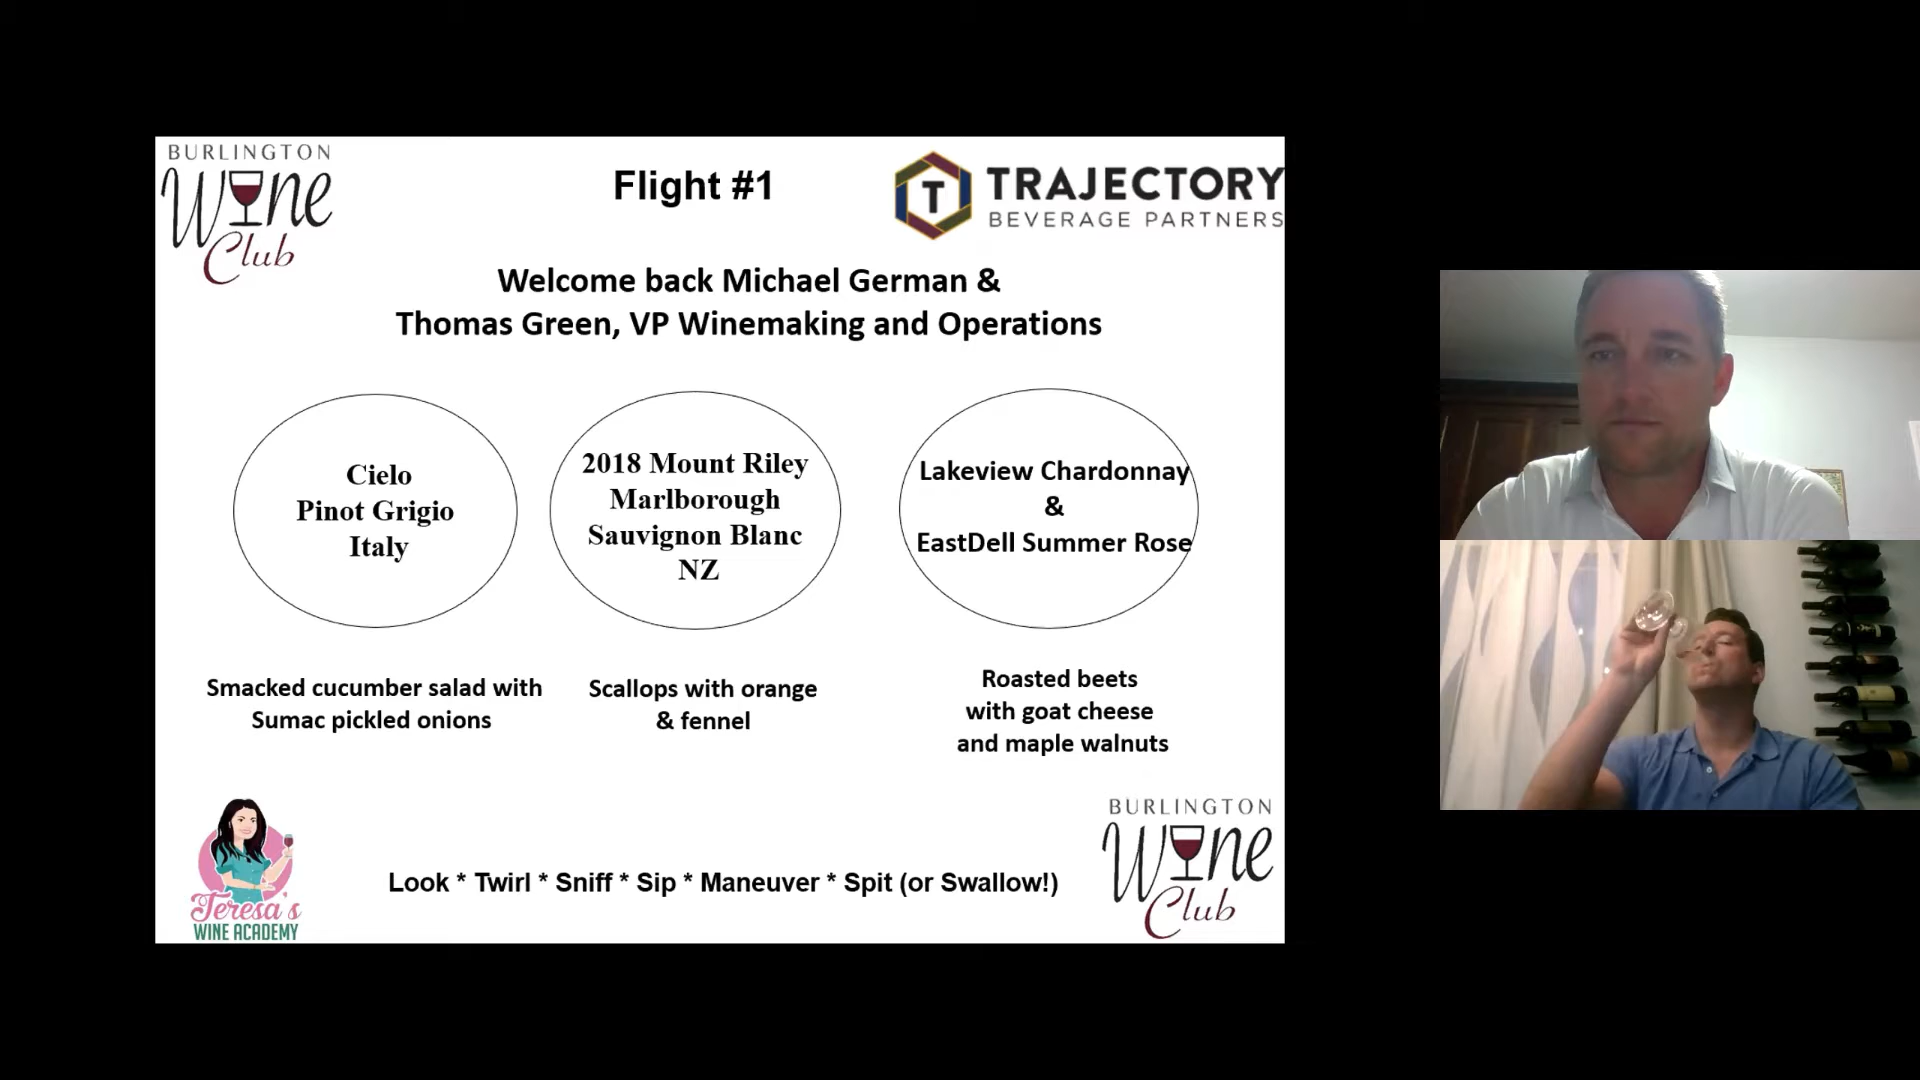 BURLINGTON
Wine
Club
Flight #1
T
TRAJECTORY
BEVERAGE PARTNERS
Welcome back Michael German &
Thomas Green, VP Winemaking and Operations
Cielo
Pinot Grigio
Italy
2018 Mount Riley
Marlborough
Sauvignon Blanc
NZ
Lakeview Chardonnay
&
EastDell Summer Rose
Smacked cucumber salad with
Sumac pickled onions
Scallops with orange
& fennel
Roasted beets
with goat cheese
and maple walnuts
Teresa's
WINE ACADEMY
Look * Twirl * Sniff * Sip * Maneuver * Spit (or Swallow!)
BURLINGTON
Wine
Club